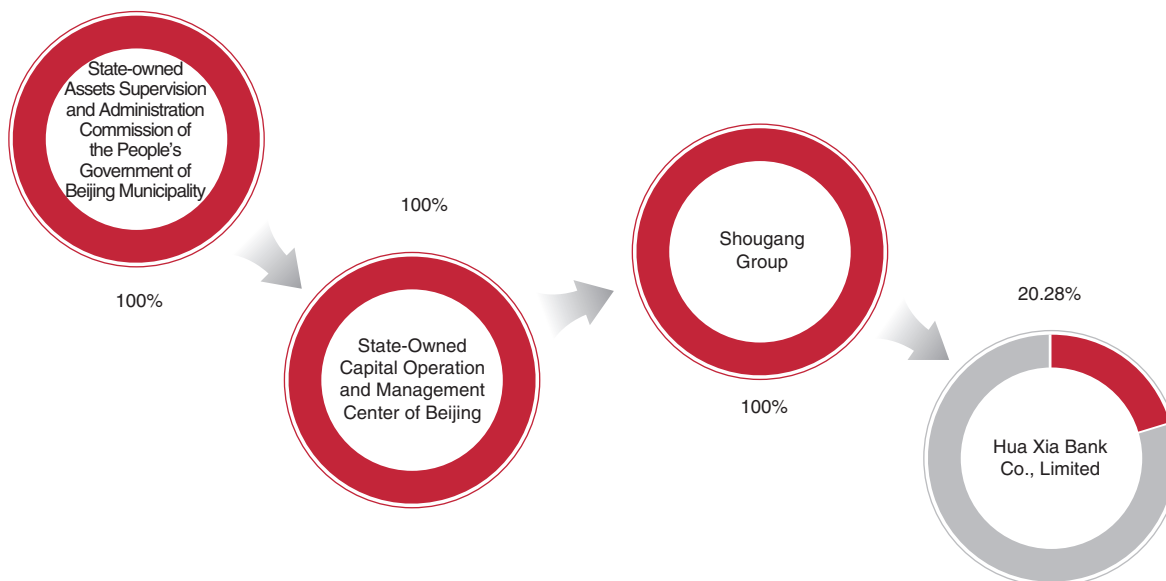 State-owned
Assets Supervision
and Administration
Commission of
the People's
Government of
Beijing Municipality
100%
100%
State-Owned
Capital Operation
and Management
Center of Beijing
Shougang
Group
100%
20.28%
Hua Xia Bank
Co., Limited